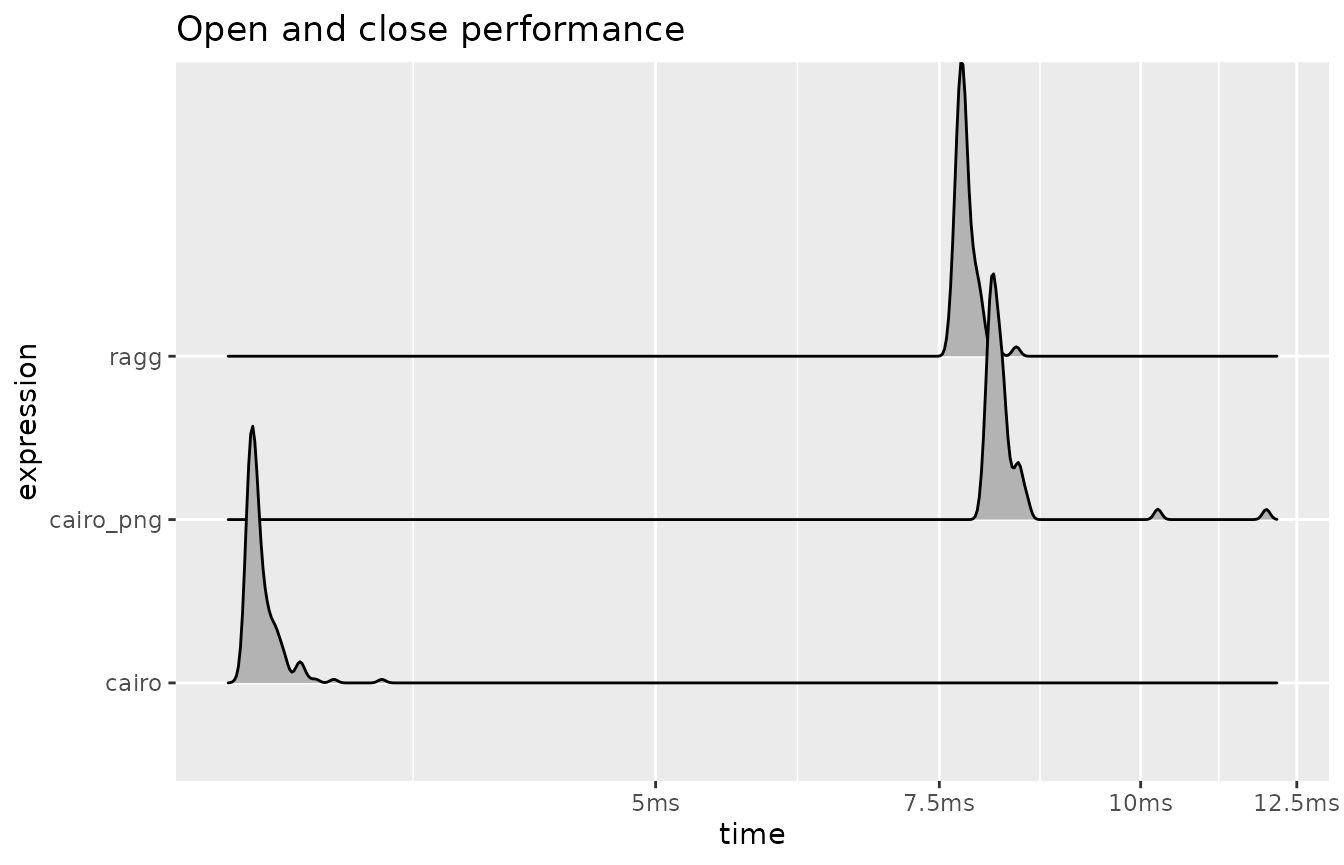 Open and close performance
expression
ragg
cairo_png
cairo
5ms 7.5ms 10ms 12.5ms
time